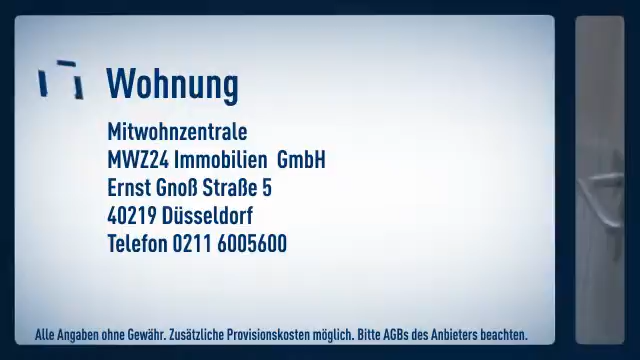 Wohnung
Mitwohnzentrale
MWZ24 Immobilien GmbH
Ernst Gnoß Straße 5
40219 Düsseldorf
Telefon 0211 6005600
Alle Angaben ohne Gewähr. Zusätzliche Provisionskosten möglich. Bitte AGBs des Anbieters beachten.